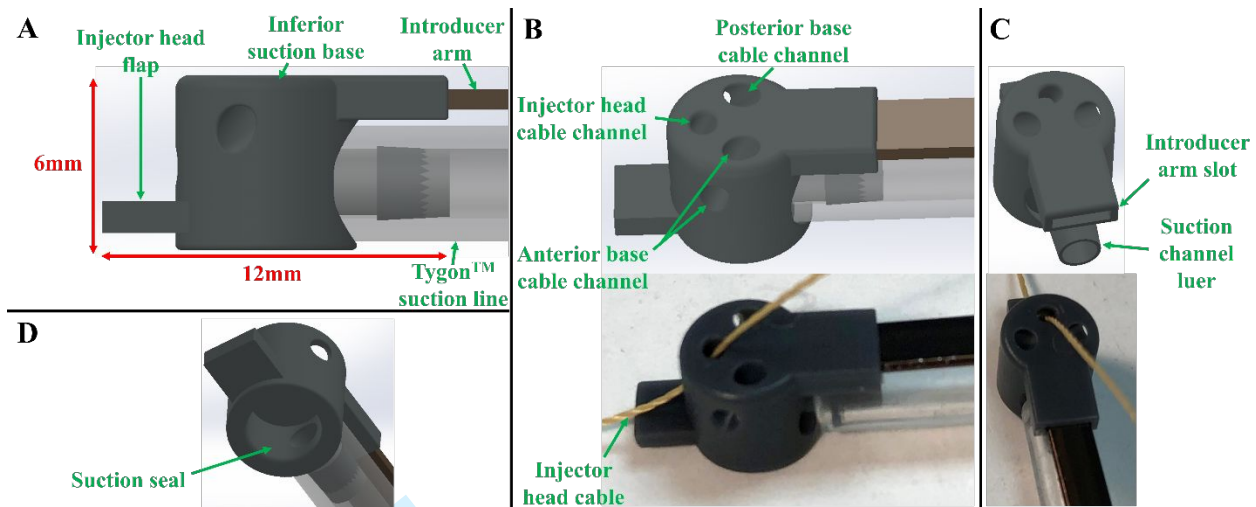 A
Injector head
flap
Inferior
suction base
Introducer
arm
6mm
12mm
Tygon™
suction line
B
Posterior base
cable channel
Injector head
cable channel
Anterior base
cable channel
Injector
head cable
C
Introducer
arm slot
Suction
channel
luer
D
Suction seal